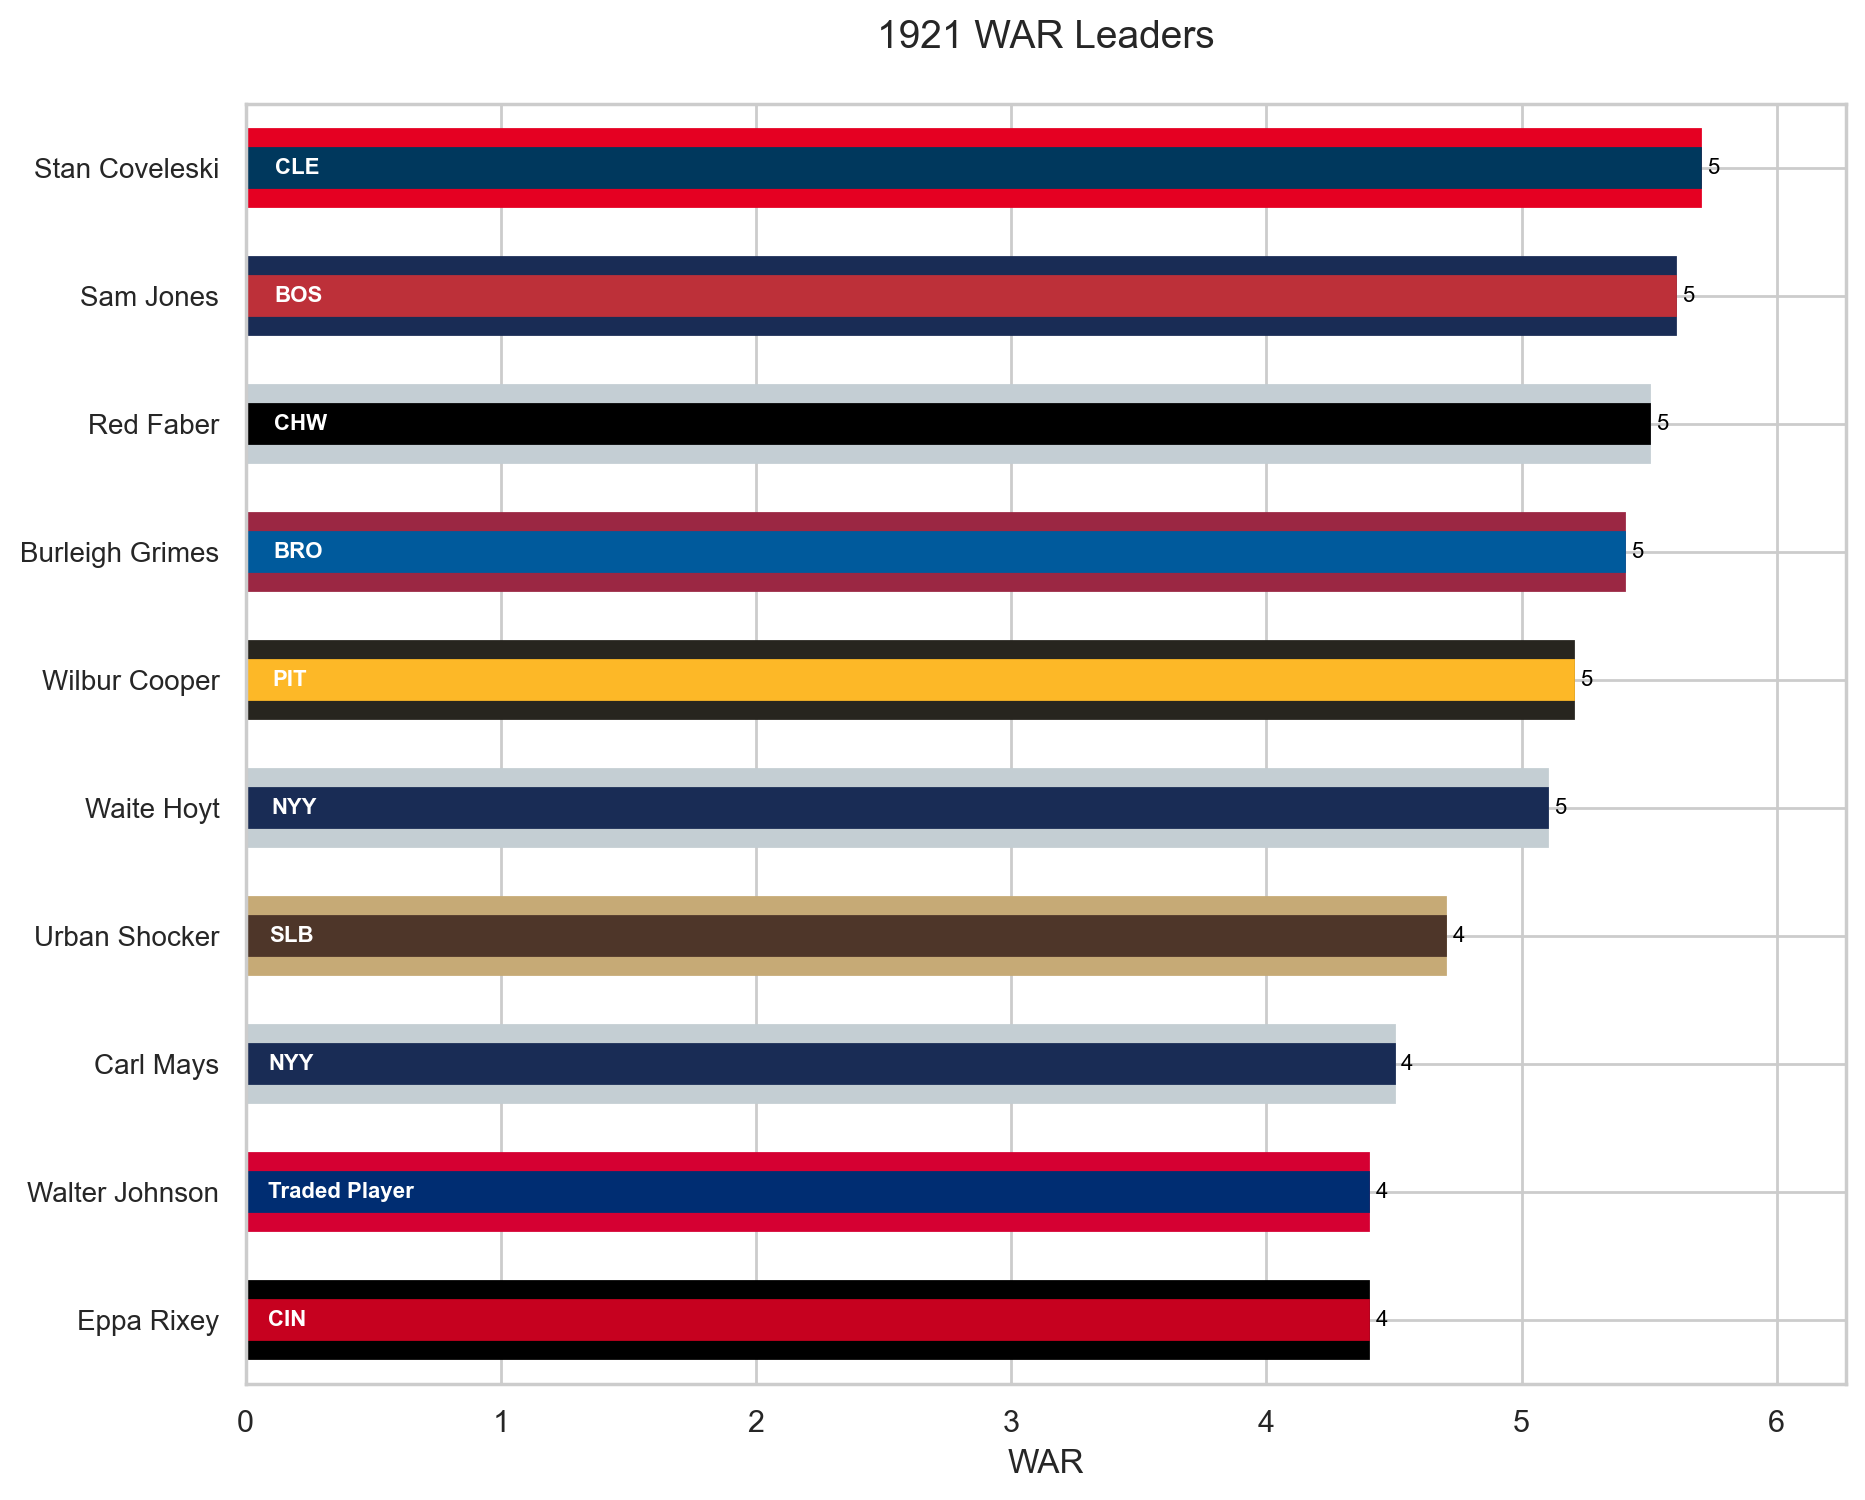 1921 WAR Leaders
Stan Coveleski CLE 5
Sam Jones BOS 5
Red Faber CHW 5
Burleigh Grimes BRO 5
Wilbur Cooper PIT 5
Waite Hoyt NYY 5
Urban Shocker SLB 4
Carl Mays NYY 4
Walter Johnson Traded Player 4
Eppa Rixey CIN 4
0 1 2 3 4 5 6
WAR